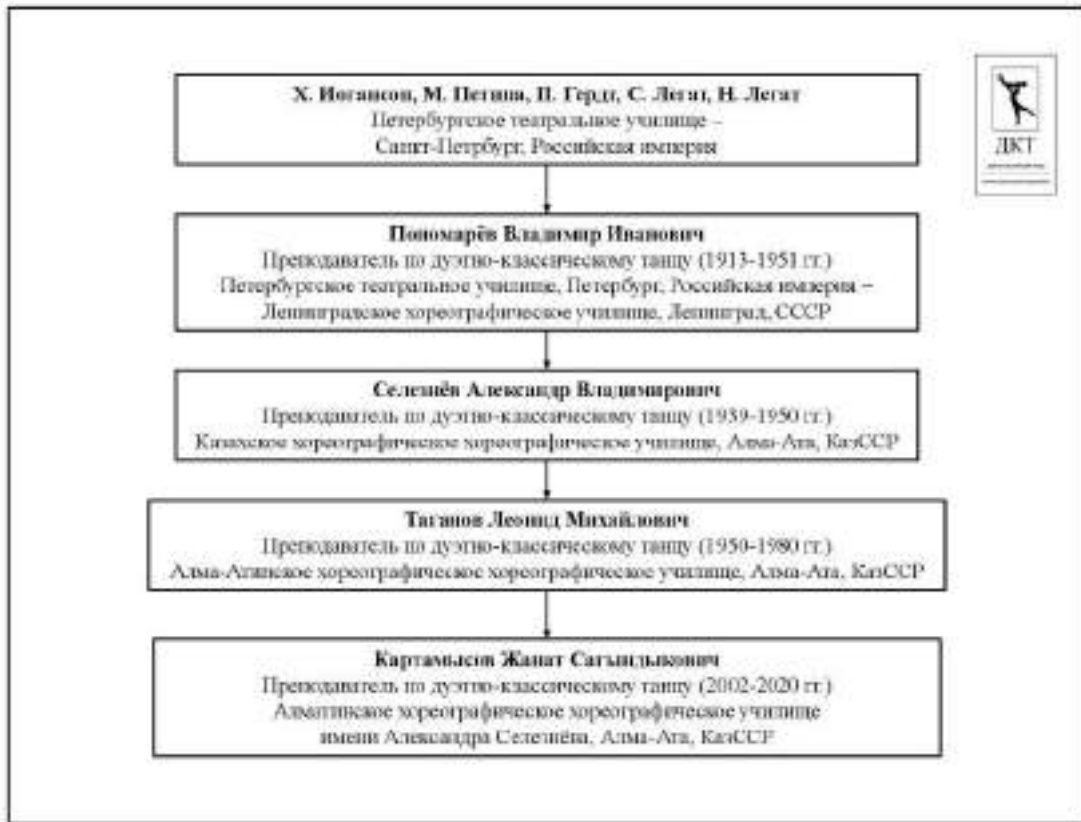 Х. Иогансон, М. Петипа, П. Гердт, С. Легат, Н. Легат
Петербургское театральное училище –
Санкт-Петрбург, Российская империя
ДКТ
Пономарёв Владимир Иванович
Преподаватель по дуэтно-классическому танцу (1913-1951 гг.)
Петербургское театральное училище, Петербург, Российская империя –
Ленинградское хореографическое училище, Ленинград, СССР
Селезнёв Александр Владимирович
Преподаватель по дуэтно-классическому танцу (1939-1950 гг.)
Казахское хореографическое хореографическое училище, Алма-Ата, КазССР
Таганов Леонид Михайлович
Преподаватель по дуэтно-классическому танцу (1950-1980 гг.)
Алма-Атинское хореографическое хореографическое училище, Алма-Ата, КазССР
Картамысов Жанат Сагындыкович
Преподаватель по дуэтно-классическому танцу (2002-2020 гг.)
Алматинское хореографическое хореографическое училище
имени Александра Селезнёва, Алма-Ата, КазССР